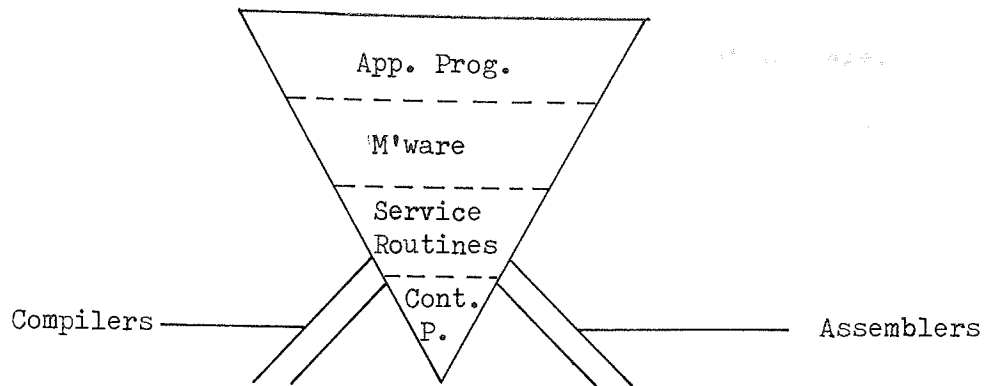 App. Prog.
M'ware
Service
Routines
Cont.
P.
Compilers
Assemblers